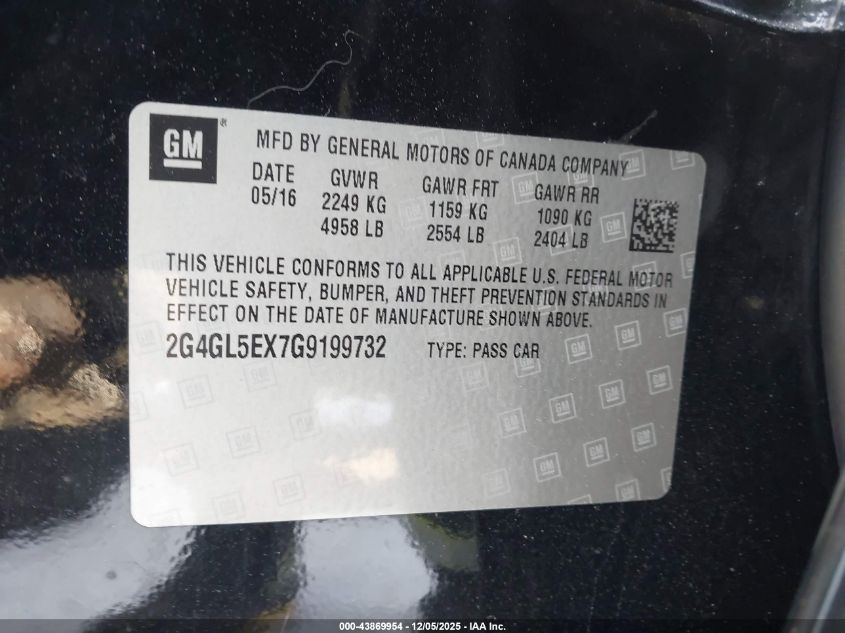 GM ®
MFD BY GENERAL MOTORS OF CANADA COMPANY
DATE GVWR GAWR FRT GAWR RR
05/16 2249 KG 1159 KG 1090 KG
4958 LB 2554 LB 2404 LB
THIS VEHICLE CONFORMS TO ALL APPLICABLE U.S. FEDERAL MOTOR
VEHICLE SAFETY, BUMPER, AND THEFT PREVENTION STANDARDS IN
EFFECT ON THE DATE OF MANUFACTURE SHOWN ABOVE.
2G4GL5EX7G9199732 TYPE: PASS CAR
000-43869954 - 12/05/2025 - IAA Inc.